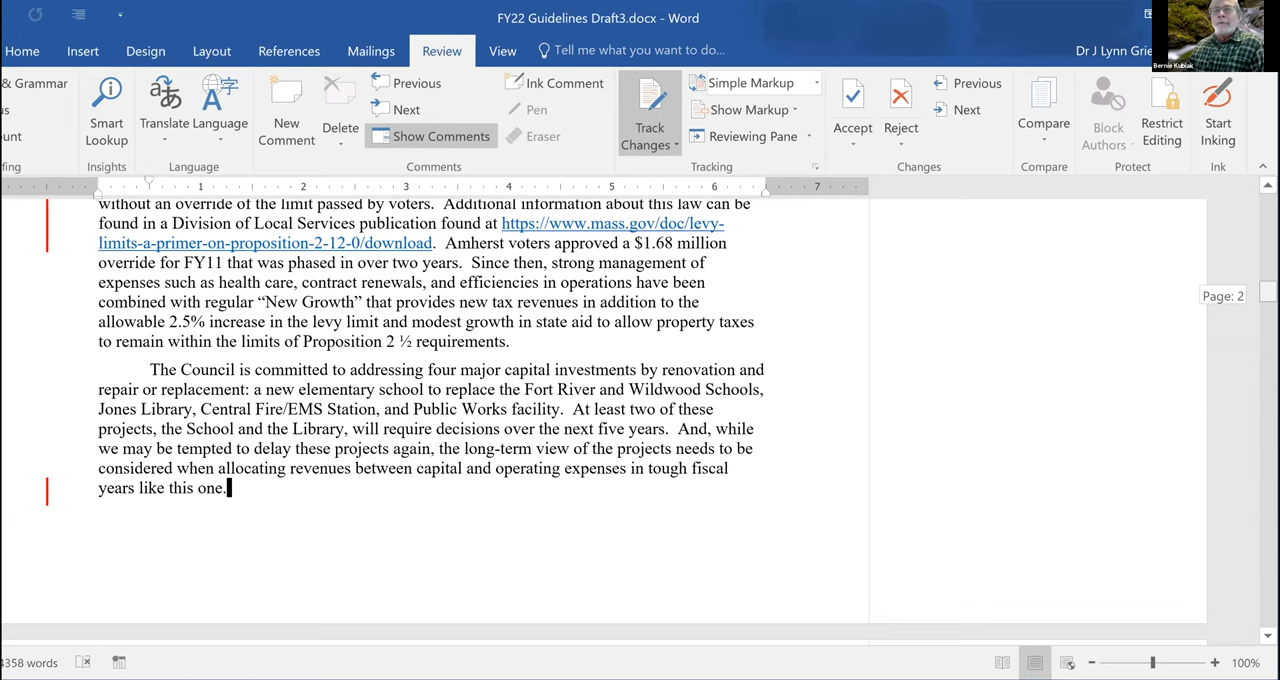 FY22 Guidelines Draft3.docx - Word
Home Insert Design Layout References Mailings Review View Tell me what you want to do... Dr J Lynn Grie
Bernie Kubiak
& Grammar
Smart Lookup
Insights
Translate Language
Language
New Comment
Delete
Previous
Next
Show Comments
Ink Comment
Pen
Eraser
Comments
Track Changes
Simple Markup
Show Markup
Reviewing Pane
Tracking
Accept Reject
Previous
Next
Changes
Compare
Compare
Block Authors
Restrict Editing
Protect
Start Inking
Ink
1 2 3 4 5 6 7
without an override of the limit passed by voters. Additional information about this law can be
found in a Division of Local Services publication found at https://www.mass.gov/doc/levy-
limits-a-primer-on-proposition-2-12-0/download. Amherst voters approved a $1.68 million
override for FY11 that was phased in over two years. Since then, strong management of
expenses such as health care, contract renewals, and efficiencies in operations have been
combined with regular “New Growth” that provides new tax revenues in addition to the
allowable 2.5% increase in the levy limit and modest growth in state aid to allow property taxes
to remain within the limits of Proposition 2 ½ requirements.
The Council is committed to addressing four major capital investments by renovation and
repair or replacement: a new elementary school to replace the Fort River and Wildwood Schools,
Jones Library, Central Fire/EMS Station, and Public Works facility. At least two of these
projects, the School and the Library, will require decisions over the next five years. And, while
we may be tempted to delay these projects again, the long-term view of the projects needs to be
considered when allocating revenues between capital and operating expenses in tough fiscal
years like this one.
Page: 2
4358 words
100%